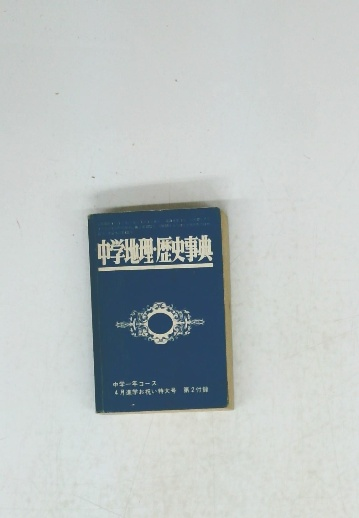 中学地理・歴史事典
中学一年コース
4月進学お祝い特大号 第2付録